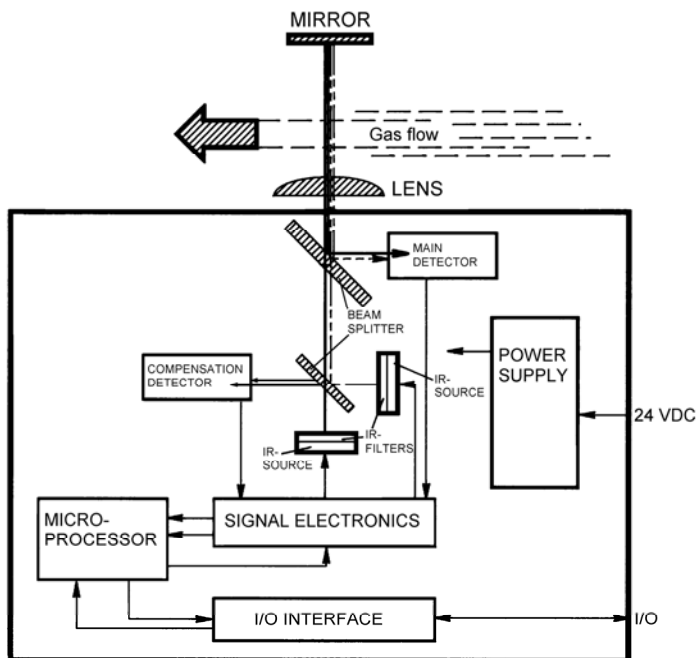 MIRROR
Gas flow
LENS
MAIN
DETECTOR
BEAM
SPLITTER
COMPENSATION
DETECTOR
IR-
SOURCE
POWER
SUPPLY
24 VDC
IR-
FILTERS
IR-
SOURCE
MICRO-
PROCESSOR
SIGNAL ELECTRONICS
I/O INTERFACE
I/O